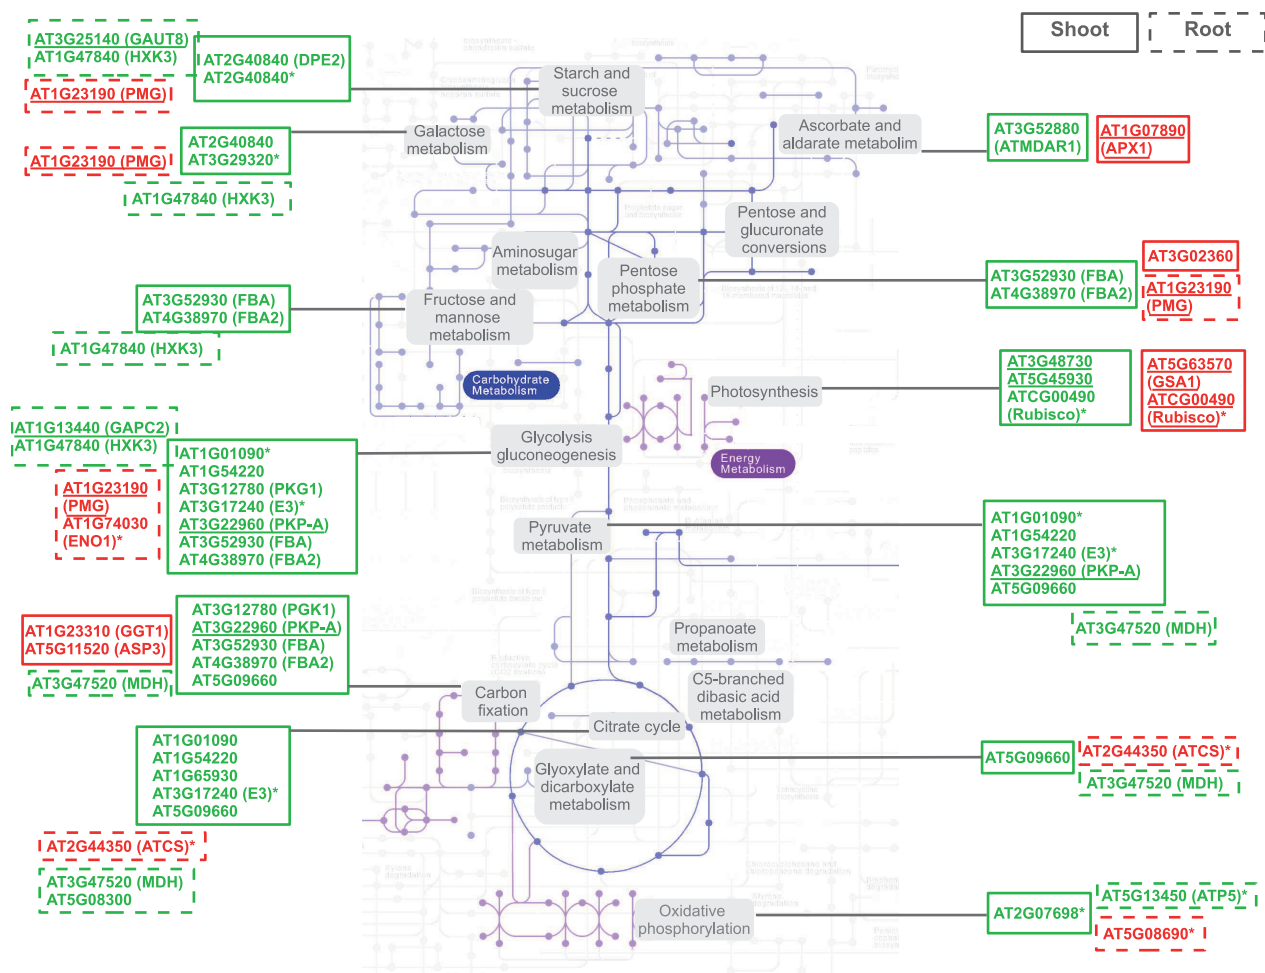 Shoot
Root
AT3G25140 (GAUT8)
AT1G47840 (HXK3)
AT2G40840 (DPE2)
AT2G40840*
AT1G23190 (PMG)
Starch and
sucrose
metabolism
AT2G40840
AT3G29320*
AT1G23190 (PMG)
AT1G47840 (HXK3)
Galactose
metabolism
Ascorbate and
aldarate metabolim
AT3G52880
(ATMDAR1)
AT1G07890
(APX1)
Pentose and
glucuronate
conversions
Aminosugar
metabolism
Pentose
phosphate
metabolism
AT3G52930 (FBA)
AT4G38970 (FBA2)
AT3G02360
AT1G23190
(PMG)
AT3G52930 (FBA)
AT4G38970 (FBA2)
AT1G47840 (HXK3)
Fructose and
mannose
metabolism
Carbohydrate
Metabolism
Photosynthesis
AT3G48730
AT5G45930
ATCG00490
(Rubisco)*
AT5G63570
(GSA1)
ATCG00490
(Rubisco)*
Energy
Metabolism
AT1G13440 (GAPC2)
AT1G47840 (HXK3)
AT1G23190
(PMG)
AT1G74030
(ENO1)*
AT1G01090*
AT1G54220
AT3G12780 (PKG1)
AT3G17240 (E3)*
AT3G22960 (PKP-A)
AT3G52930 (FBA)
AT4G38970 (FBA2)
Glycolysis
gluconeogenesis
Pyruvate
metabolism
AT1G01090*
AT1G54220
AT3G17240 (E3)*
AT3G22960 (PKP-A)
AT5G09660
AT3G47520 (MDH)
AT1G23310 (GGT1)
AT5G11520 (ASP3)
AT3G47520 (MDH)
AT3G12780 (PGK1)
AT3G22960 (PKP-A)
AT3G52930 (FBA)
AT4G38970 (FBA2)
AT5G09660
Propanoate
metabolism
C5-branched
dibasic acid
metabolism
Carbon
fixation
Citrate cycle
AT1G01090
AT1G54220
AT1G65930
AT3G17240 (E3)*
AT5G09660
AT2G44350 (ATCS)*
AT3G47520 (MDH)
AT5G08300
Glyoxylate and
dicarboxylate
metabolism
AT5G09660
AT2G44350 (ATCS)*
AT3G47520 (MDH)
Oxidative
phosphorylation
AT2G07698*
AT5G13450 (ATP5)*
AT5G08690*